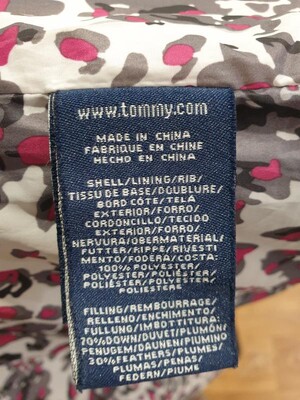 www.tommy.com
MADE IN CHINA
FABRIQUE EN CHINE
HECHO EN CHINA
SHELL/LINING/RIB/
TISSU DE BASE/DOUBLURE/
BORD CÔTE/TELA
EXTERIOR/FORRO/
CORDONCILLO/TECIDO
EXTERIOR/FORRO/
NERVURA/OBERMATERIAL/
FUTTER/RIPPE/RIVESTI
MENTO/FODERA/COSTA:
100% POLYESTER/
POLYESTER/POLIÉSTER/
POLIÉSTER/POLYESTER/
POLIESTERE
FILLING/REMBOURRAGE/
RELLENO/ENCHIMENTO/
FÜLLUNG/IMBOTTITURA:
70%DOWN/DUVET/PLUMÓN/
PENUGEM/DAUNEN/PIUMINO
30%FEATHERS/PLUMES/
PLUMAS/PENAS/
FEDERN/PIUME